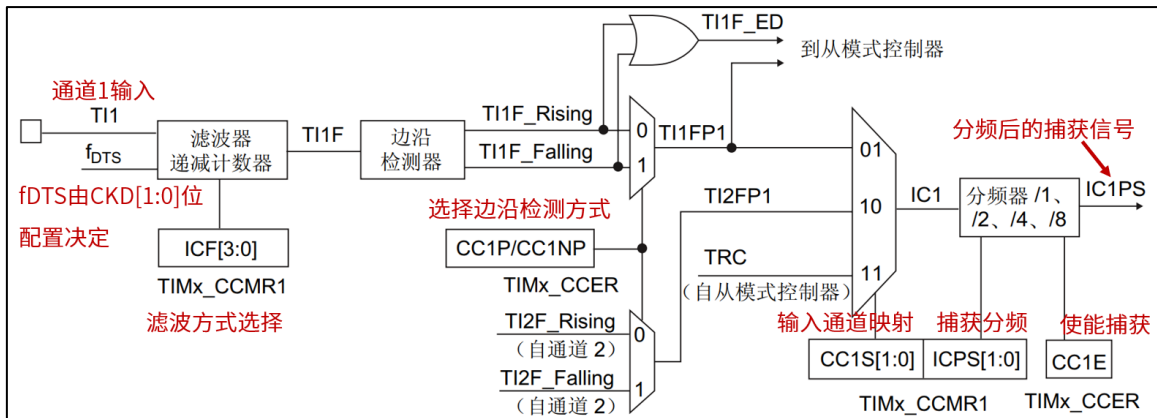 TI1F_ED
到从模式控制器
通道1输入
TI1
fDTS
滤波器
递减计数器
TI1F
边沿
检测器
TI1F_Rising
TI1F_Falling
0
1
TI1FP1
fDTS由CKD[1:0]位
配置决定
ICF[3:0]
TIMx_CCMR1
滤波方式选择
选择边沿检测方式
CC1P/CC1NP
TIMx_CCER
TI2F_Rising
(自通道 2)
TI2F_Falling
(自通道 2)
0
1
TI2FP1
TRC
(自从模式控制器)
01
10
11
IC1
分频器 /1、
/2、/4、/8
分频后的捕获信号
IC1PS
输入通道映射
捕获分频
使能捕获
CC1S[1:0]
ICPS[1:0]
CC1E
TIMx_CCMR1
TIMx_CCER